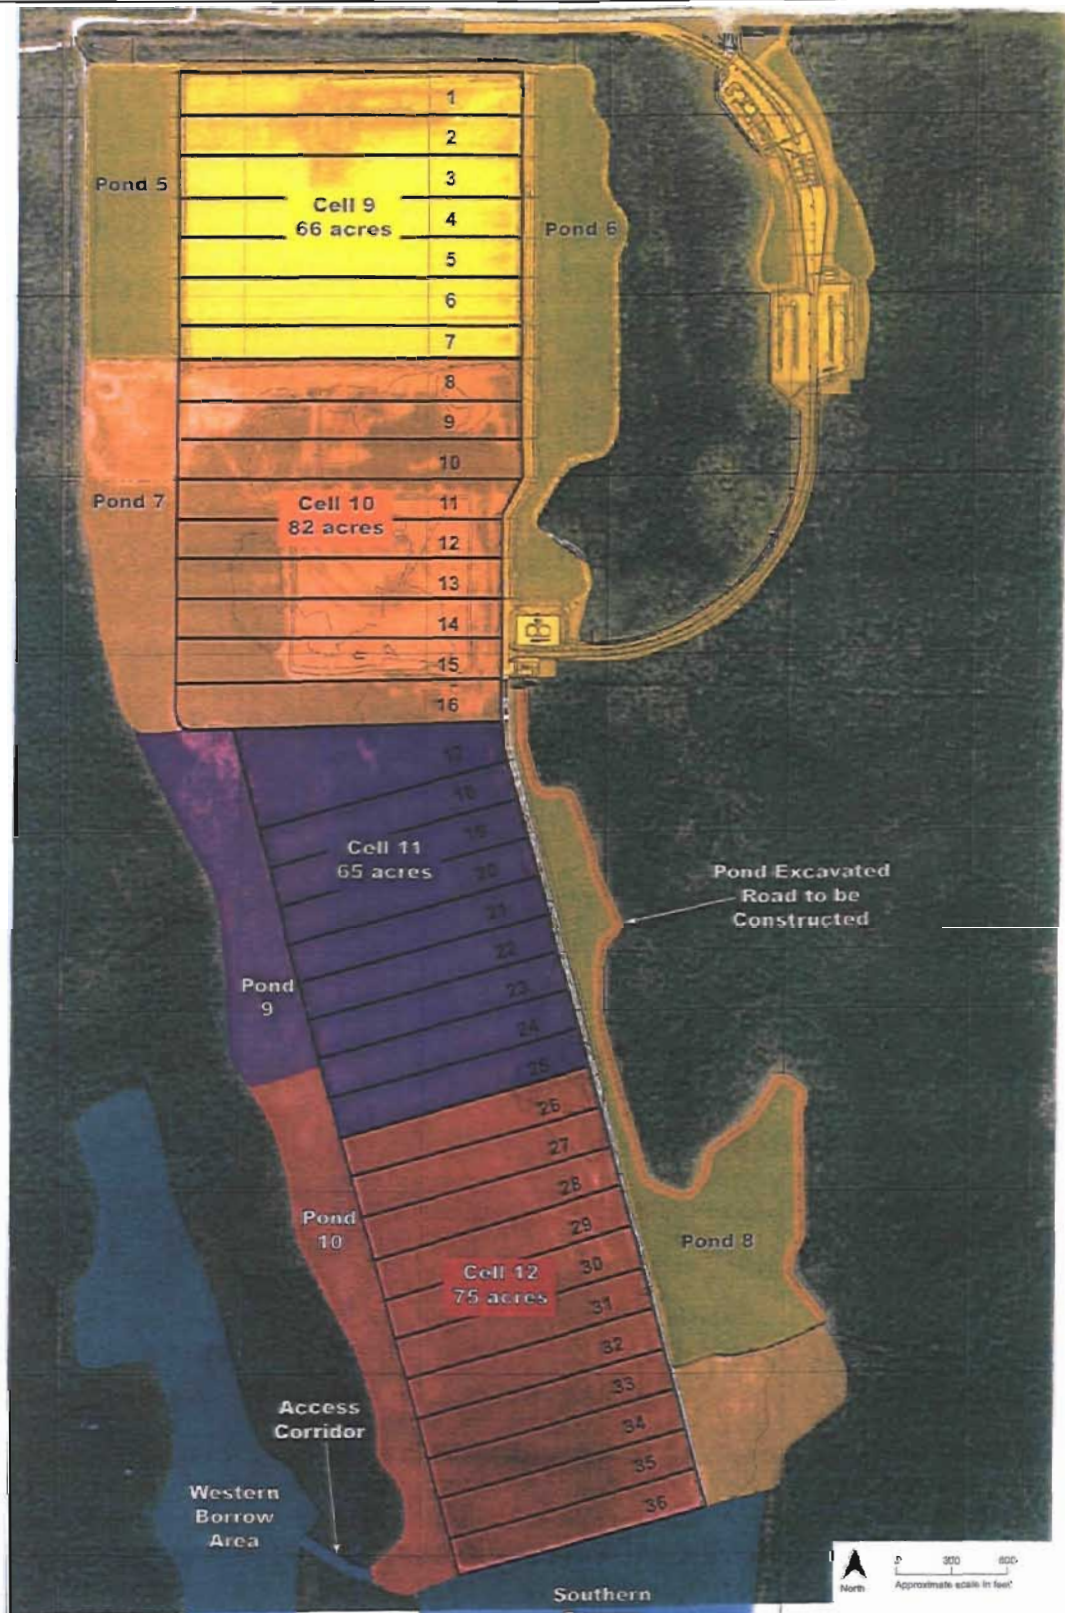 1
2
Pond 5
3
Cell 9
66 acres
4
Pond 6
5
6
7
8
9
10
Pond 7
Cell 10
82 acres
11
12
13
14
15
16
17
18
19
Cell 11
65 acres
20
Pond Excavated
Road to be
Constructed
21
22
Pond
9
23
24
25
26
27
28
Pond
10
29
Pond 8
30
Cell 12
75 acres
31
32
33
Access
Corridor
34
35
Western
Borrow
Area
36
Southern
North
300
600
Approximate scale in feet